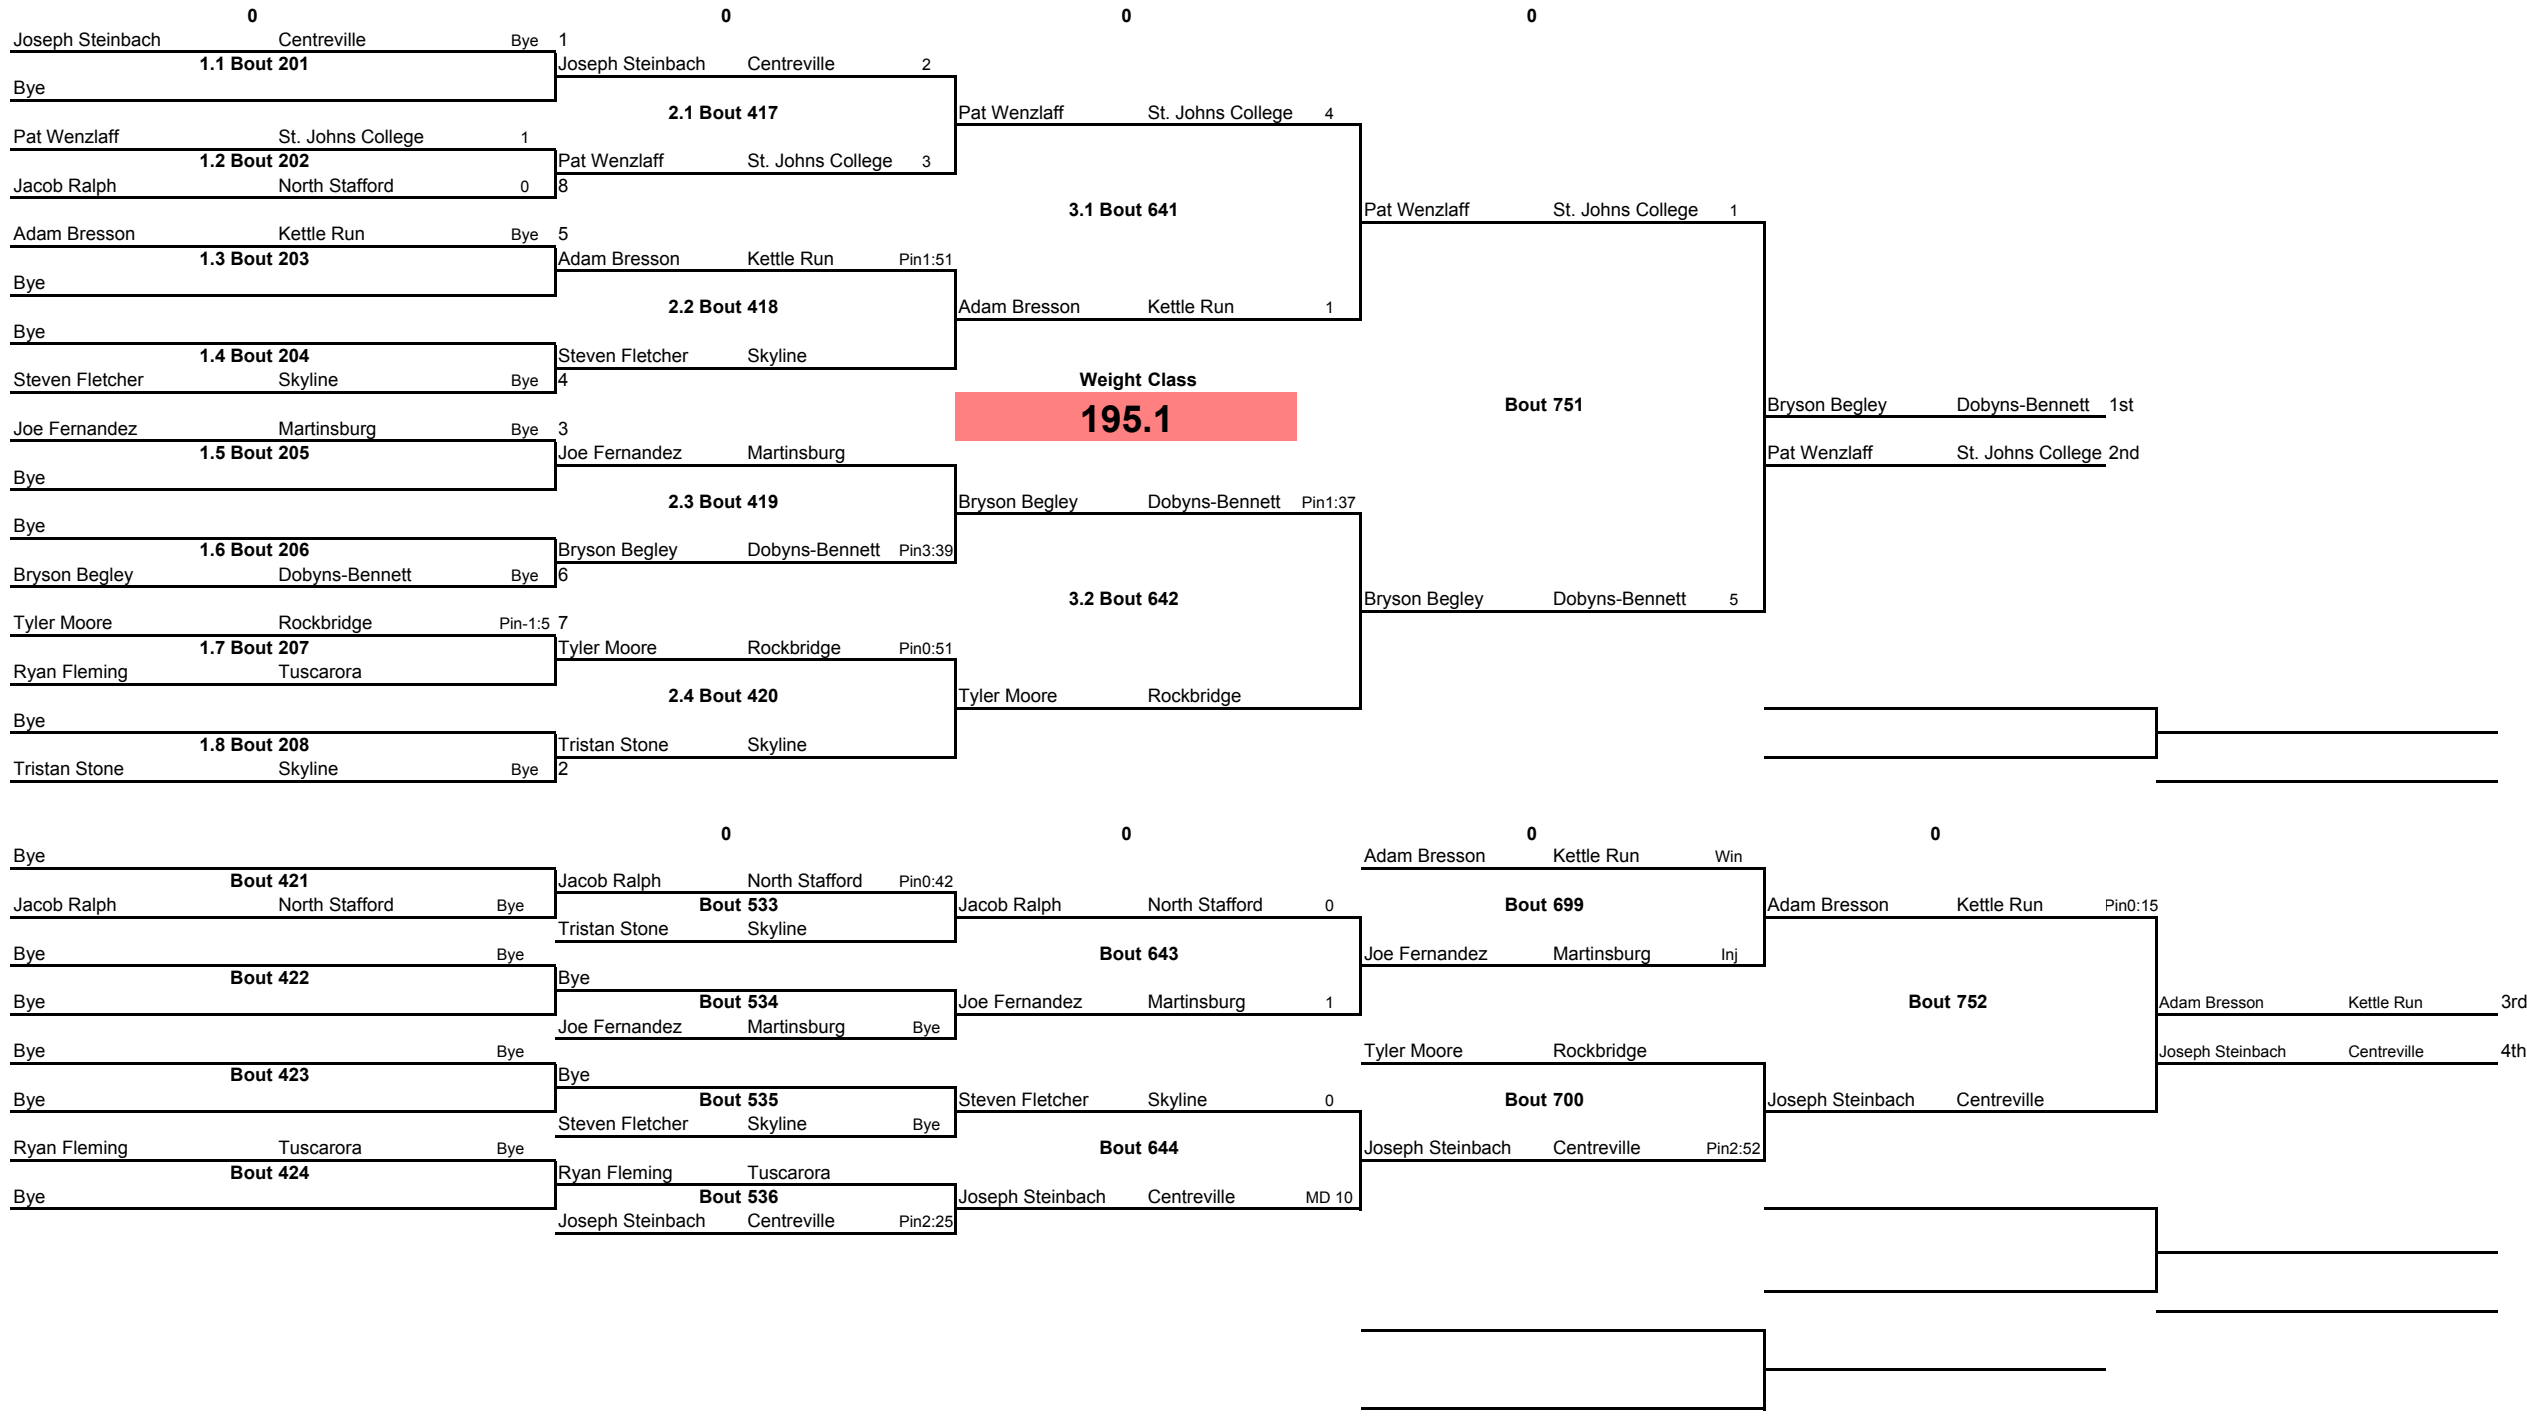 0 0 0 0
Joseph Steinbach Centreville Bye 1
1.1 Bout 201 Joseph Steinbach Centreville 2
Bye
2.1 Bout 417 Pat Wenzlaff St. Johns College 4
Pat Wenzlaff St. Johns College 1
1.2 Bout 202 Pat Wenzlaff St. Johns College 3
Jacob Ralph North Stafford 0 8
3.1 Bout 641 Pat Wenzlaff St. Johns College 1
Adam Bresson Kettle Run Bye 5
1.3 Bout 203 Adam Bresson Kettle Run Pin1:51
Bye
2.2 Bout 418 Adam Bresson Kettle Run 1
Bye
1.4 Bout 204 Steven Fletcher Skyline
Steven Fletcher Skyline Bye 4 Weight Class
Bout 751 Bryson Begley Dobyns-Bennett 1st
195.1
Joe Fernandez Martinsburg Bye 3
1.5 Bout 205 Joe Fernandez Martinsburg Pat Wenzlaff St. Johns College 2nd
Bye
2.3 Bout 419 Bryson Begley Dobyns-Bennett Pin1:37
Bye
1.6 Bout 206 Bryson Begley Dobyns-Bennett Pin3:39
Bryson Begley Dobyns-Bennett Bye 6
3.2 Bout 642 Bryson Begley Dobyns-Bennett 5
Tyler Moore Rockbridge Pin-1:5 7
1.7 Bout 207 Tyler Moore Rockbridge Pin0:51
Ryan Fleming Tuscarora
2.4 Bout 420 Tyler Moore Rockbridge
Bye
1.8 Bout 208 Tristan Stone Skyline
Tristan Stone Skyline Bye 2
0 0 0 0
Bye Adam Bresson Kettle Run Win
Bout 421 Jacob Ralph North Stafford Pin0:42
Jacob Ralph North Stafford Bye Bout 533 Jacob Ralph North Stafford 0 Bout 699 Adam Bresson Kettle Run Pin0:15
Tristan Stone Skyline
Bye Bye Bout 643 Joe Fernandez Martinsburg Inj
Bout 422 Bye
Bye Bout 534 Joe Fernandez Martinsburg 1 Bout 752 Adam Bresson Kettle Run 3rd
Joe Fernandez Martinsburg Bye
Bye Bye Tyler Moore Rockbridge Joseph Steinbach Centreville 4th
Bout 423 Bye
Bye Bout 535 Steven Fletcher Skyline 0 Bout 700 Joseph Steinbach Centreville
Steven Fletcher Skyline Bye
Ryan Fleming Tuscarora Bye Bout 644 Joseph Steinbach Centreville Pin2:52
Bout 424 Ryan Fleming Tuscarora
Bye Bout 536 Joseph Steinbach Centreville MD 10
Joseph Steinbach Centreville Pin2:25